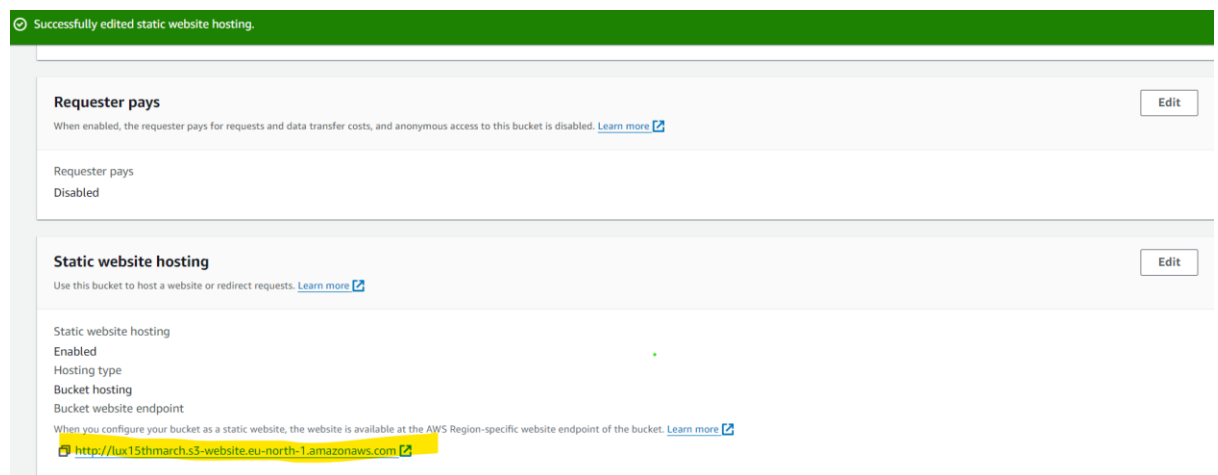 Successfully edited static website hosting.
Requester pays
Edit
When enabled, the requester pays for requests and data transfer costs, and anonymous access to this bucket is disabled. Learn more
Requester pays
Disabled
Static website hosting
Edit
Use this bucket to host a website or redirect requests. Learn more
Static website hosting
Enabled
Hosting type
Bucket hosting
Bucket website endpoint
When you configure your bucket as a static website, the website is available at the AWS Region-specific website endpoint of the bucket. Learn more
http://lux15thmarch.s3-website.eu-north-1.amazonaws.com